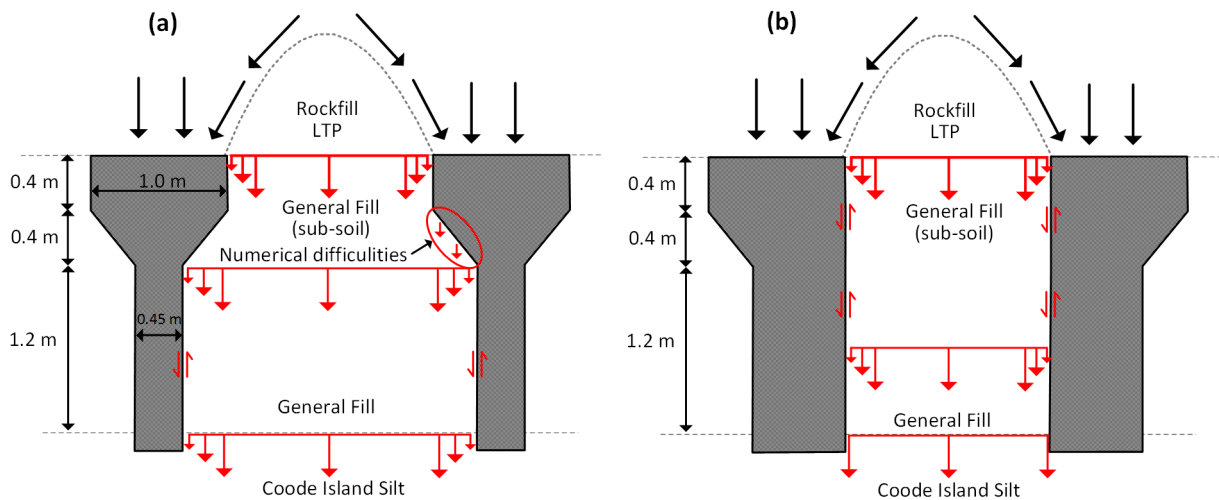 (a)
Rockfill
LTP
0.4 m
1.0 m
General Fill
(sub-soil)
0.4 m
Numerical difficulities
0.45 m
1.2 m
General Fill
Coode Island Silt
(b)
Rockfill
LTP
0.4 m
General Fill
(sub-soil)
0.4 m
1.2 m
General Fill
Coode Island Silt